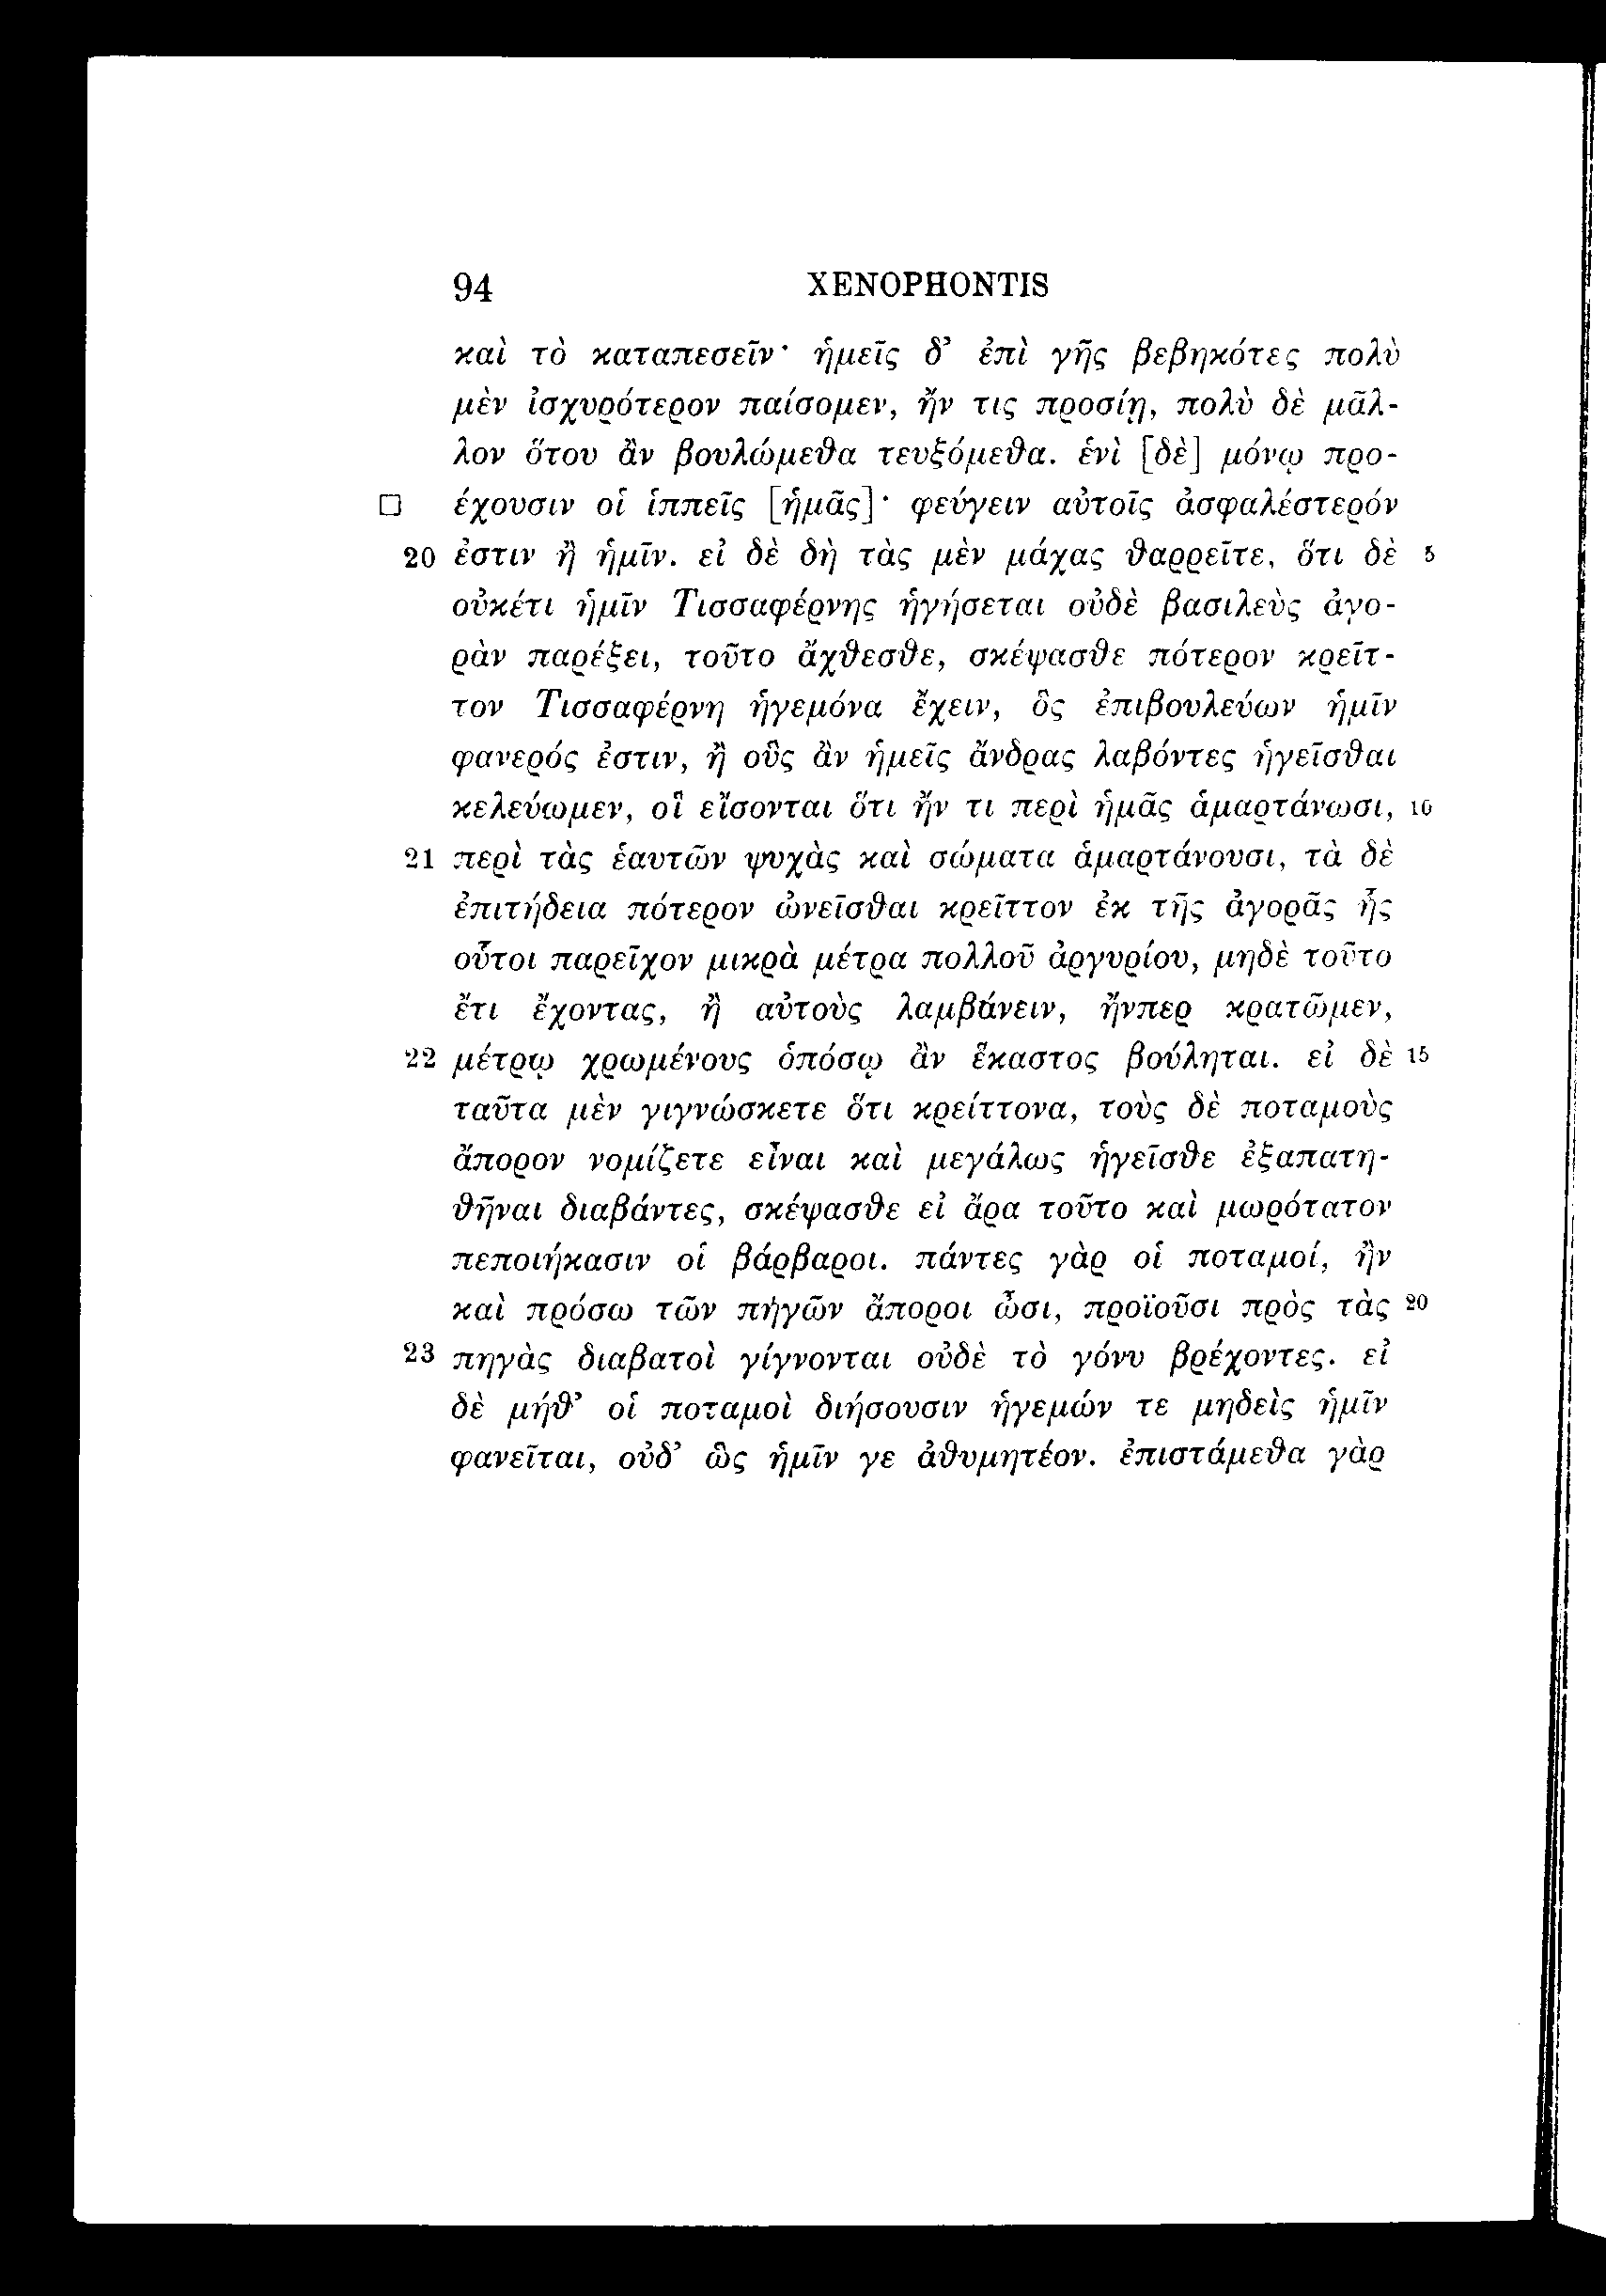 94 XENOPHONTIS
καὶ τὸ καταπεσεῖν· ἡμεῖς δ’ ἐπὶ γῆς βεβηκότες πολὺ
μὲν ἰσχυρότερον παίσομεν, ἤν τις προσίῃ, πολὺ δὲ μᾶλ-
λον ὅτου ἂν βουλώμεθα τευξόμεθα. ἑνὶ [δὲ] μόνῳ προ-
□ έχουσιν οἱ ἱππεῖς [ἡμᾶς]· φεύγειν αὐτοῖς ἀσφαλέστερόν
20 ἐστιν ἢ ἡμῖν. εἰ δὲ δὴ τὰς μὲν μάχας θαρρεῖτε, ὅτι δὲ 5
οὐκέτι ἡμῖν Τισσαφέρνης ἡγήσεται οὐδὲ βασιλεὺς ἀγο-
ρὰν παρέξει, τοῦτο ἄχθεσθε, σκέψασθε πότερον κρεῖτ-
τον Τισσαφέρνη ἡγεμόνα ἔχειν, ὃς ἐπιβουλεύων ἡμῖν
φανερός ἐστιν, ἢ οὓς ἂν ἡμεῖς ἄνδρας λαβόντες ἡγεῖσθαι
κελεύωμεν, οἳ εἴσονται ὅτι ἤν τι περὶ ἡμᾶς ἁμαρτάνωσι, 10
21 περὶ τὰς ἑαυτῶν ψυχὰς καὶ σώματα ἁμαρτάνουσι, τὰ δὲ
ἐπιτήδεια πότερον ὠνεῖσθαι κρεῖττον ἐκ τῆς ἀγορᾶς ἧς
οὗτοι παρεῖχον μικρὰ μέτρα πολλοῦ ἀργυρίου, μηδὲ τοῦτο
ἔτι ἔχοντας, ἢ αὐτοὺς λαμβάνειν, ἤνπερ κρατῶμεν,
22 μέτρῳ χρωμένους ὁπόσῳ ἂν ἕκαστος βούληται. εἰ δὲ 15
ταῦτα μὲν γιγνώσκετε ὅτι κρείττονα, τοὺς δὲ ποταμοὺς
ἄπορον νομίζετε εἶναι καὶ μεγάλως ἡγεῖσθε ἐξαπατη-
θῆναι διαβάντες, σκέψασθε εἰ ἄρα τοῦτο καὶ μωρότατον
πεποιήκασιν οἱ βάρβαροι. πάντες γὰρ οἱ ποταμοί, ἢν
καὶ πρόσω τῶν πηγῶν ἄποροι ὦσι, προϊοῦσι πρὸς τὰς 20
23 πηγὰς διαβατοὶ γίγνονται οὐδὲ τὸ γόνυ βρέχοντες. εἰ
δὲ μήθ’ οἱ ποταμοὶ διήσουσιν ἡγεμών τε μηδεὶς ἡμῖν
φανεῖται, οὐδ’ ὣς ἡμῖν γε ἀθυμητέον. ἐπιστάμεθα γὰρ